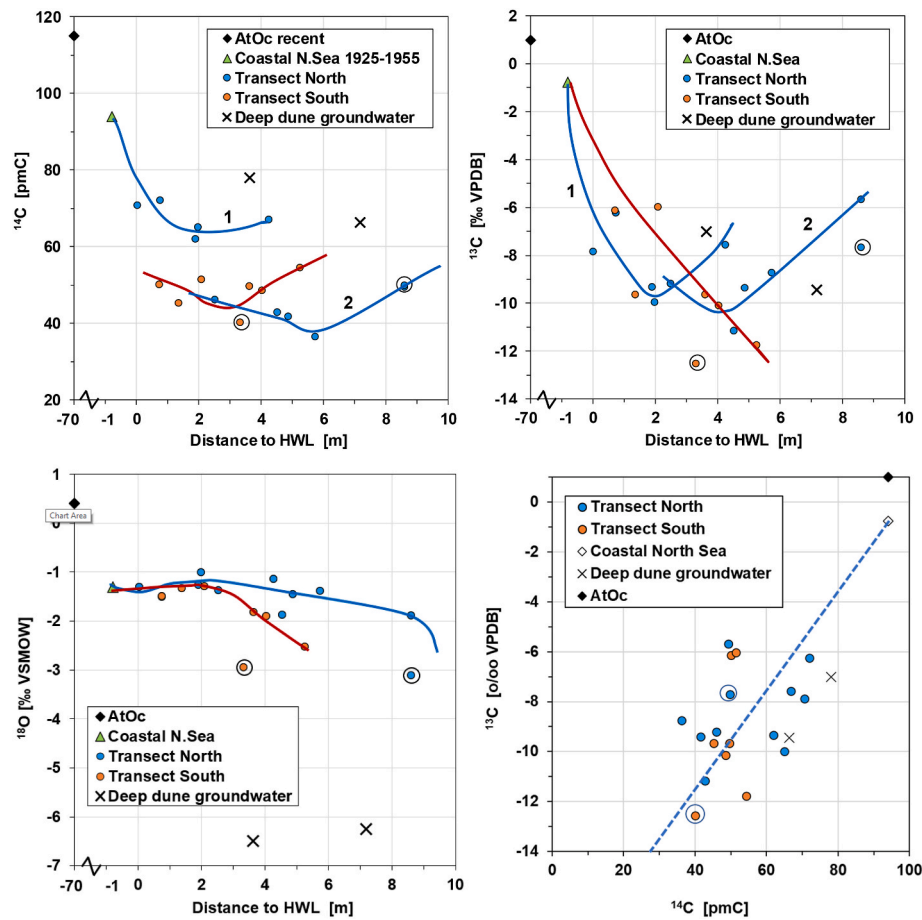 120
100
80
60
40
20
¹⁴C [pmC]
AtOc recent
Coastal N.Sea 1925-1955
Transect North
Transect South
Deep dune groundwater
1
2
-70 -1 0 2 4 6 8 10
Distance to HWL [m]
2
0
-2
-4
-6
-8
-10
-12
-14
¹³C [‰ VPDB]
AtOc
Coastal N.Sea
Transect North
Transect South
Deep dune groundwater
1
2
-70 -1 0 2 4 6 8 10
Distance to HWL [m]
1
0
-1
-2
-3
-4
-5
-6
-7
¹⁸O [‰ VSMOW]
Chart Area
AtOc
Coastal N.Sea
Transect North
Transect South
Deep dune groundwater
-70 -1 0 2 4 6 8 10
Distance to HWL [m]
0
-2
-4
-6
-8
-10
-12
-14
¹³C [o/oo VPDB]
Transect North
Transect South
Coastal North Sea
Deep dune groundwater
AtOc
0 20 40 60 80 100
¹⁴C [pmC]